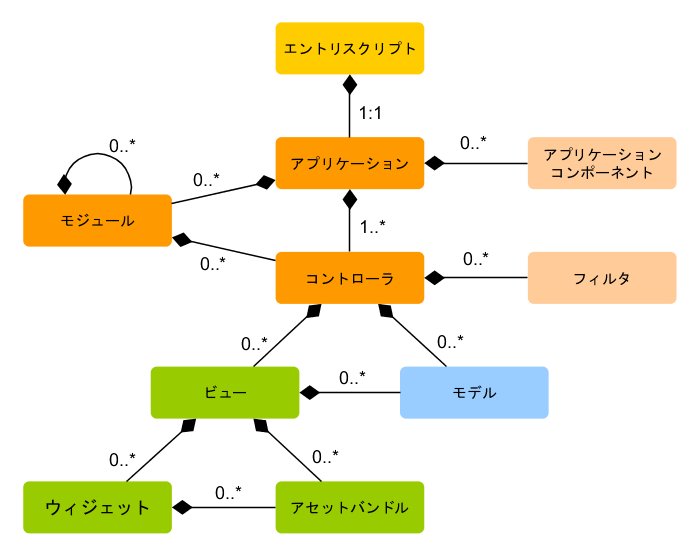 エントリスクリプト
1:1
0..*
0..*
アプリケーション
アプリケーション
コンポーネント
0..*
モジュール
1..*
0..*
コントローラ
0..*
フィルタ
0..*
0..*
ビュー
0..*
モデル
0..*
0..*
ウィジェット
0..*
アセットバンドル